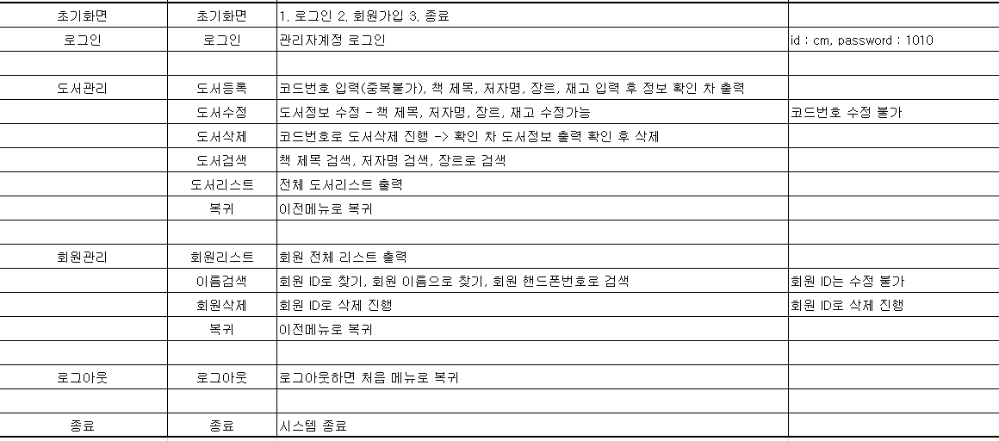 초기화면 초기화면 1. 로그인 2. 회원가입 3. 종료
로그인 로그인 관리자계정 로그인 id : cm, password : 1010
도서관리 도서등록 코드번호 입력(중복불가), 책 제목, 저자명, 장르, 재고 입력 후 정보 확인 차 출력
도서수정 도서정보 수정 - 책 제목, 저자명, 장르, 재고 수정가능 코드번호 수정 불가
도서삭제 코드번호로 도서삭제 진행 -> 확인 차 도서정보 출력 확인 후 삭제
도서검색 책 제목 검색, 저자명 검색, 장르로 검색
도서리스트 전체 도서리스트 출력
복귀 이전메뉴로 복귀
회원관리 회원리스트 회원 전체 리스트 출력
이름검색 회원 ID로 찾기, 회원 이름으로 찾기, 회원 핸드폰번호로 검색 회원 ID는 수정 불가
회원삭제 회원 ID로 삭제 진행 회원 ID로 삭제 진행
복귀 이전메뉴로 복귀
로그아웃 로그아웃 로그아웃하면 처음 메뉴로 복귀
종료 종료 시스템 종료